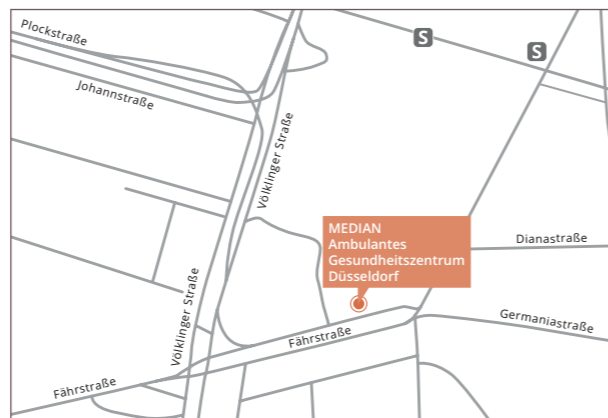 Plockstraße
S
S
Johannstraße
Völklinger Straße
MEDIAN
Ambulantes
Gesundheitszentrum
Düsseldorf
Dianastraße
Völklinger Straße
Germaniastraße
Fährstraße
Fährstraße